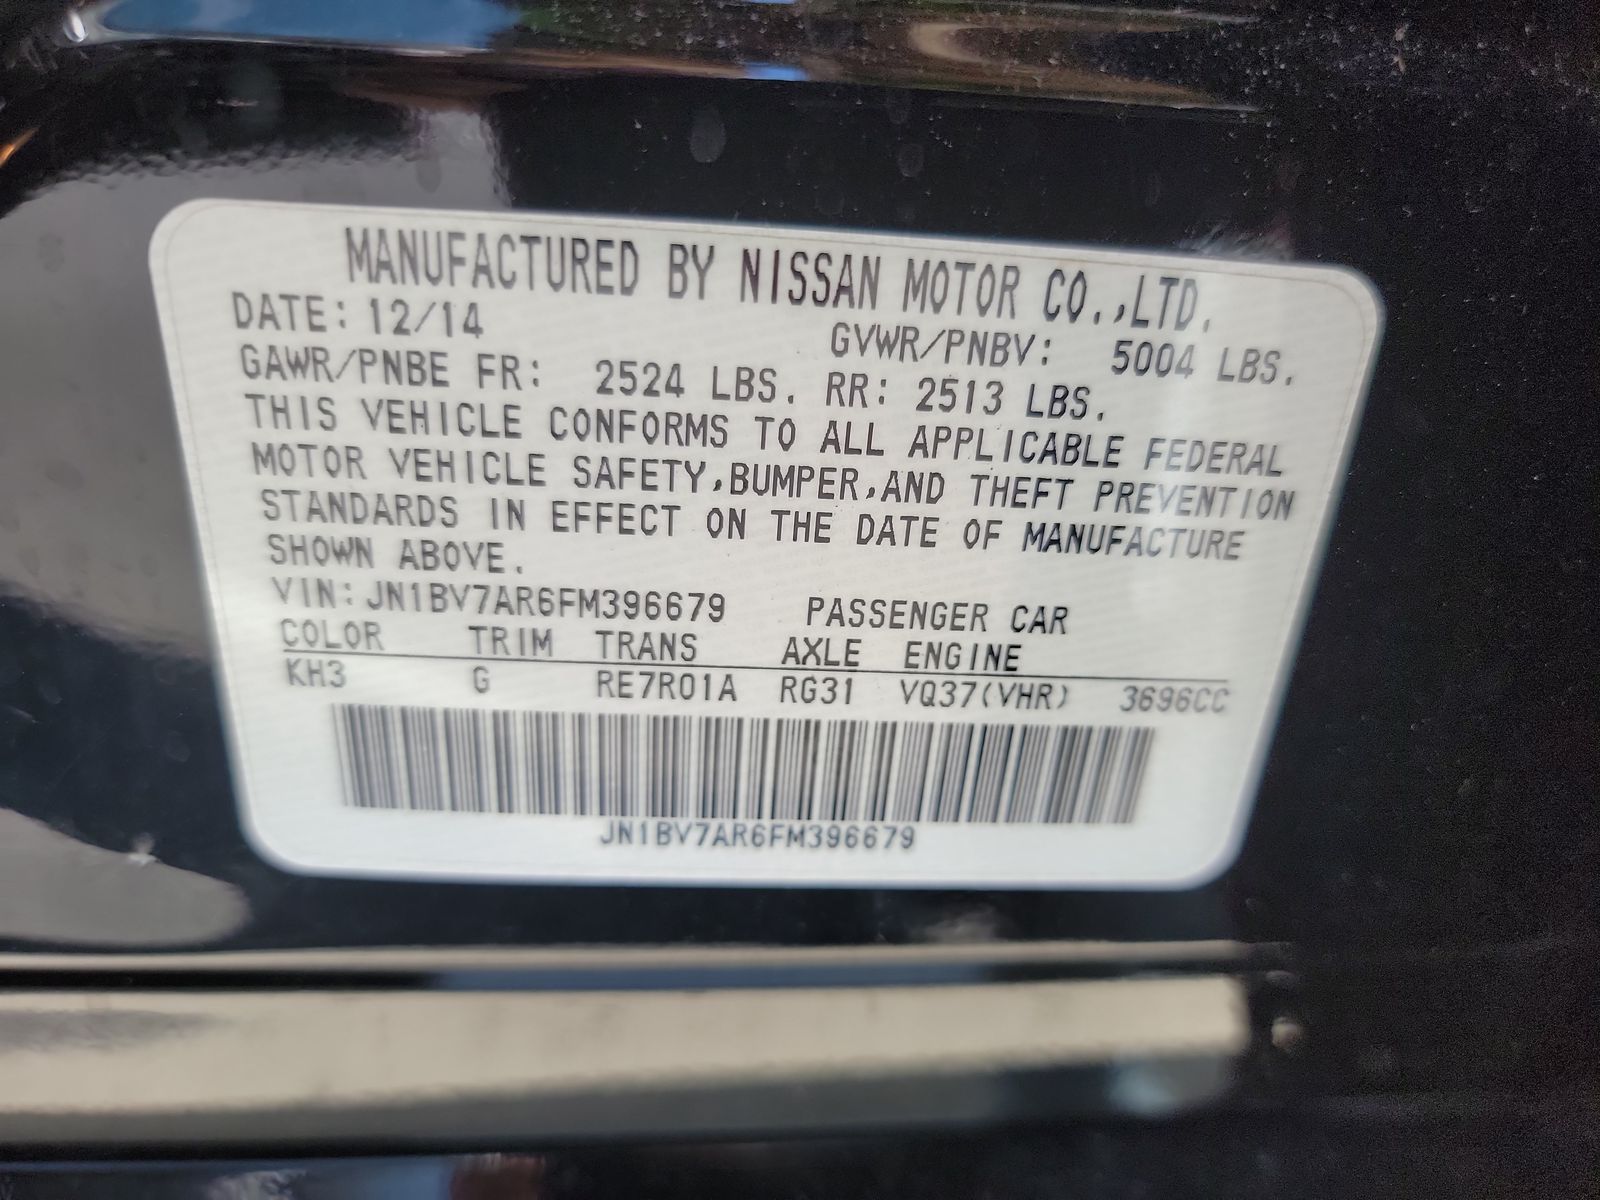 MANUFACTURED BY NISSAN MOTOR CO.,LTD.
DATE: 12/14 GVWR/PNBV: 5004 LBS.
GAWR/PNBE FR: 2524 LBS. RR: 2513 LBS.
THIS VEHICLE CONFORMS TO ALL APPLICABLE FEDERAL
MOTOR VEHICLE SAFETY,BUMPER,AND THEFT PREVENTION
STANDARDS IN EFFECT ON THE DATE OF MANUFACTURE
SHOWN ABOVE.
VIN:JN1BV7AR6FM396679 PASSENGER CAR
COLOR TRIM TRANS AXLE ENGINE
KH3 G RE7R01A RG31 VQ37(VHR) 3696CC
JN1BV7AR6FM396679